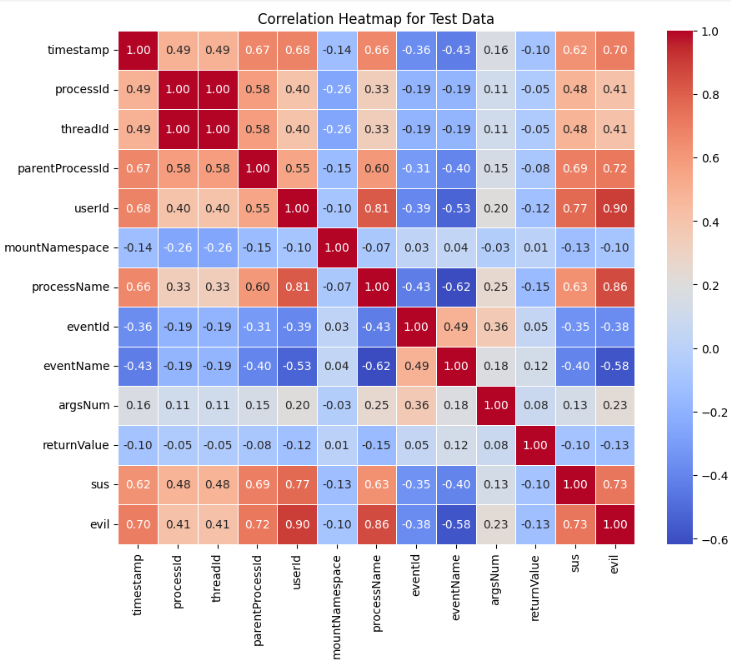 Correlation Heatmap for Test Data
timestamp 1.00 0.49 0.49 0.67 0.68 -0.14 0.66 -0.36 -0.43 0.16 -0.10 0.62 0.70
processId 0.49 1.00 1.00 0.58 0.40 -0.26 0.33 -0.19 -0.19 0.11 -0.05 0.48 0.41
threadId 0.49 1.00 1.00 0.58 0.40 -0.26 0.33 -0.19 -0.19 0.11 -0.05 0.48 0.41
parentProcessId 0.67 0.58 0.58 1.00 0.55 -0.15 0.60 -0.31 -0.40 0.15 -0.08 0.69 0.72
userId 0.68 0.40 0.40 0.55 1.00 -0.10 0.81 -0.39 -0.53 0.20 -0.12 0.77 0.90
mountNamespace -0.14 -0.26 -0.26 -0.15 -0.10 1.00 -0.07 0.03 0.04 -0.03 0.01 -0.13 -0.10
processName 0.66 0.33 0.33 0.60 0.81 -0.07 1.00 -0.43 -0.62 0.25 -0.15 0.63 0.86
eventId -0.36 -0.19 -0.19 -0.31 -0.39 0.03 -0.43 1.00 0.49 0.36 0.05 -0.35 -0.38
eventName -0.43 -0.19 -0.19 -0.40 -0.53 0.04 -0.62 0.49 1.00 0.18 0.12 -0.40 -0.58
argsNum 0.16 0.11 0.11 0.15 0.20 -0.03 0.25 0.36 0.18 1.00 0.08 0.13 0.23
returnValue -0.10 -0.05 -0.05 -0.08 -0.12 0.01 -0.15 0.05 0.12 0.08 1.00 -0.10 -0.13
sus 0.62 0.48 0.48 0.69 0.77 -0.13 0.63 -0.35 -0.40 0.13 -0.10 1.00 0.73
evil 0.70 0.41 0.41 0.72 0.90 -0.10 0.86 -0.38 -0.58 0.23 -0.13 0.73 1.00
timestamp
processId
threadId
parentProcessId
userId
mountNamespace
processName
eventId
eventName
argsNum
returnValue
sus
evil
1.0
0.8
0.6
0.4
0.2
0.0
−0.2
−0.4
−0.6